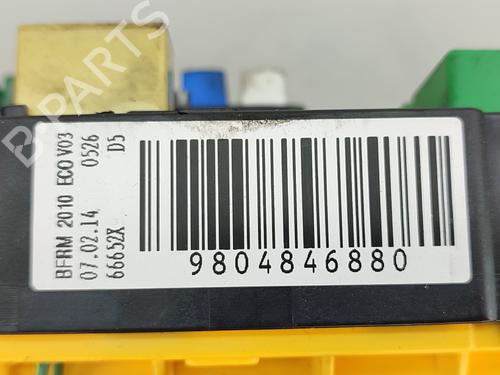 BFRM 2010 ECO V03
07.02.14 0526
66652X D5
9804846880
B-PARTS